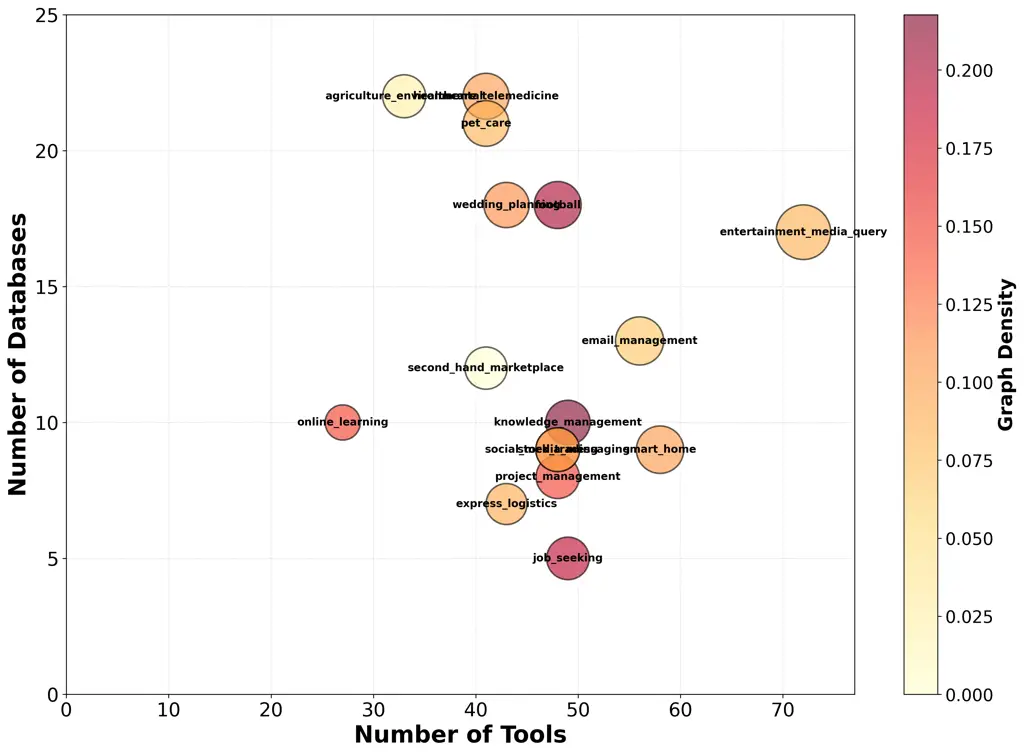 25
20
15
10
5
0
Number of Databases
0
10
20
30
40
50
60
70
Number of Tools
pet_care
wedding_planning
football
entertainment_media_query
email_management
second_hand_marketplace
online_learning
knowledge_management
smart_home
project_management
express_logistics
job_seeking
0.200
0.175
0.150
0.125
0.100
0.075
0.050
0.025
0.000
Graph Density